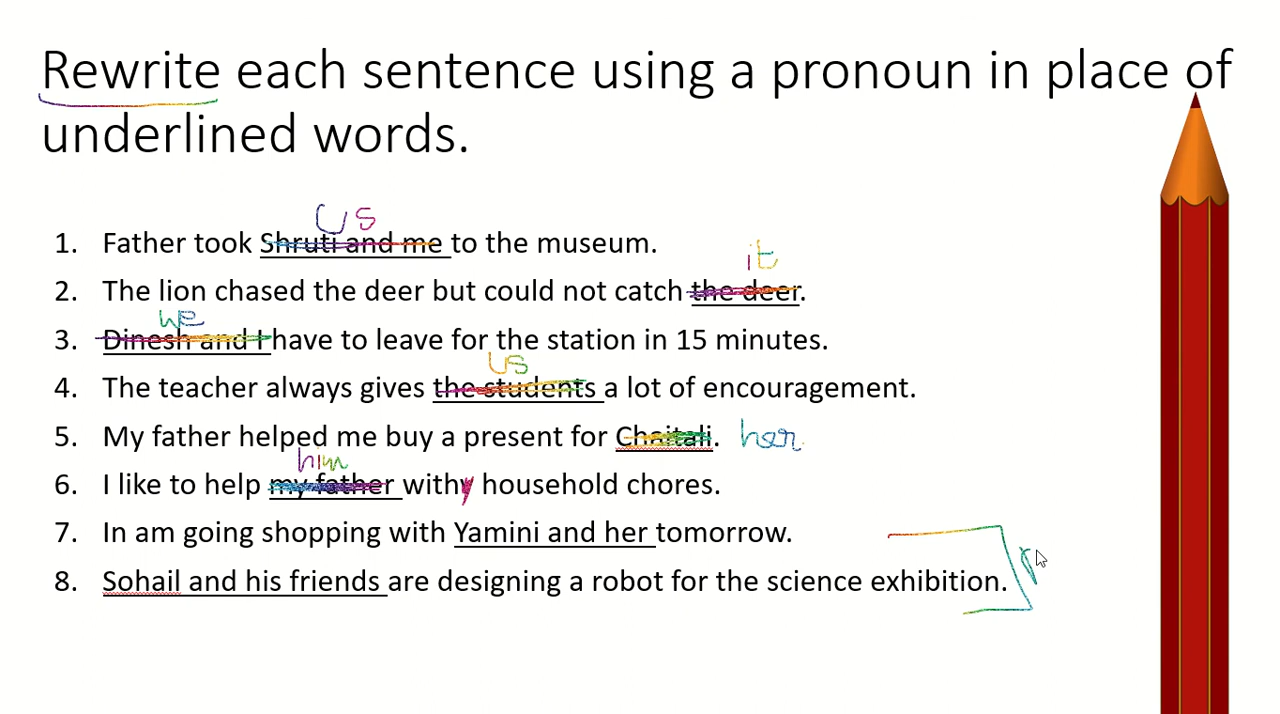 Rewrite each sentence using a pronoun in place of
underlined words.
us
1. Father took Shruti and me to the museum.
it
2. The lion chased the deer but could not catch the deer.
we
3. Dinesh and I have to leave for the station in 15 minutes.
us
4. The teacher always gives the students a lot of encouragement.
5. My father helped me buy a present for Chaitali. her
him
6. I like to help my father withy household chores.
7. In am going shopping with Yamini and her tomorrow.
8. Sohail and his friends are designing a robot for the science exhibition.